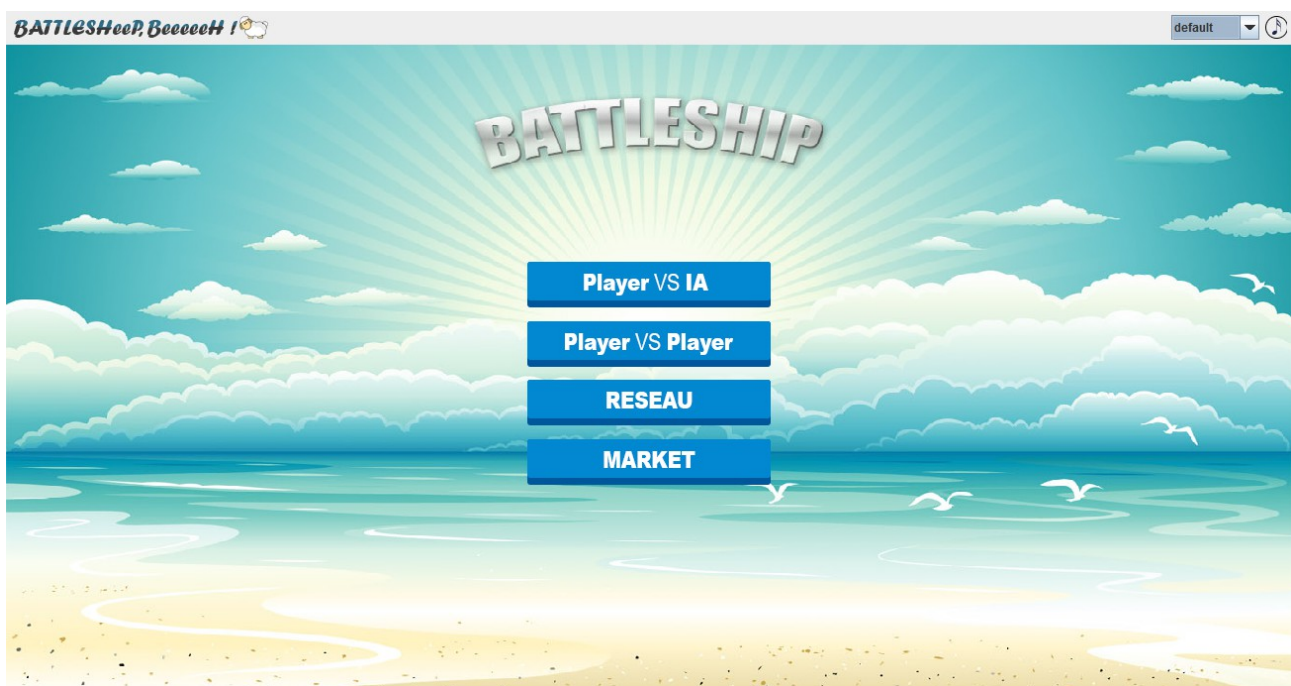 BATTLESHeeP, BeeeeeH !
default
BATTLESHIP
Player VS IA
Player VS Player
RESEAU
MARKET